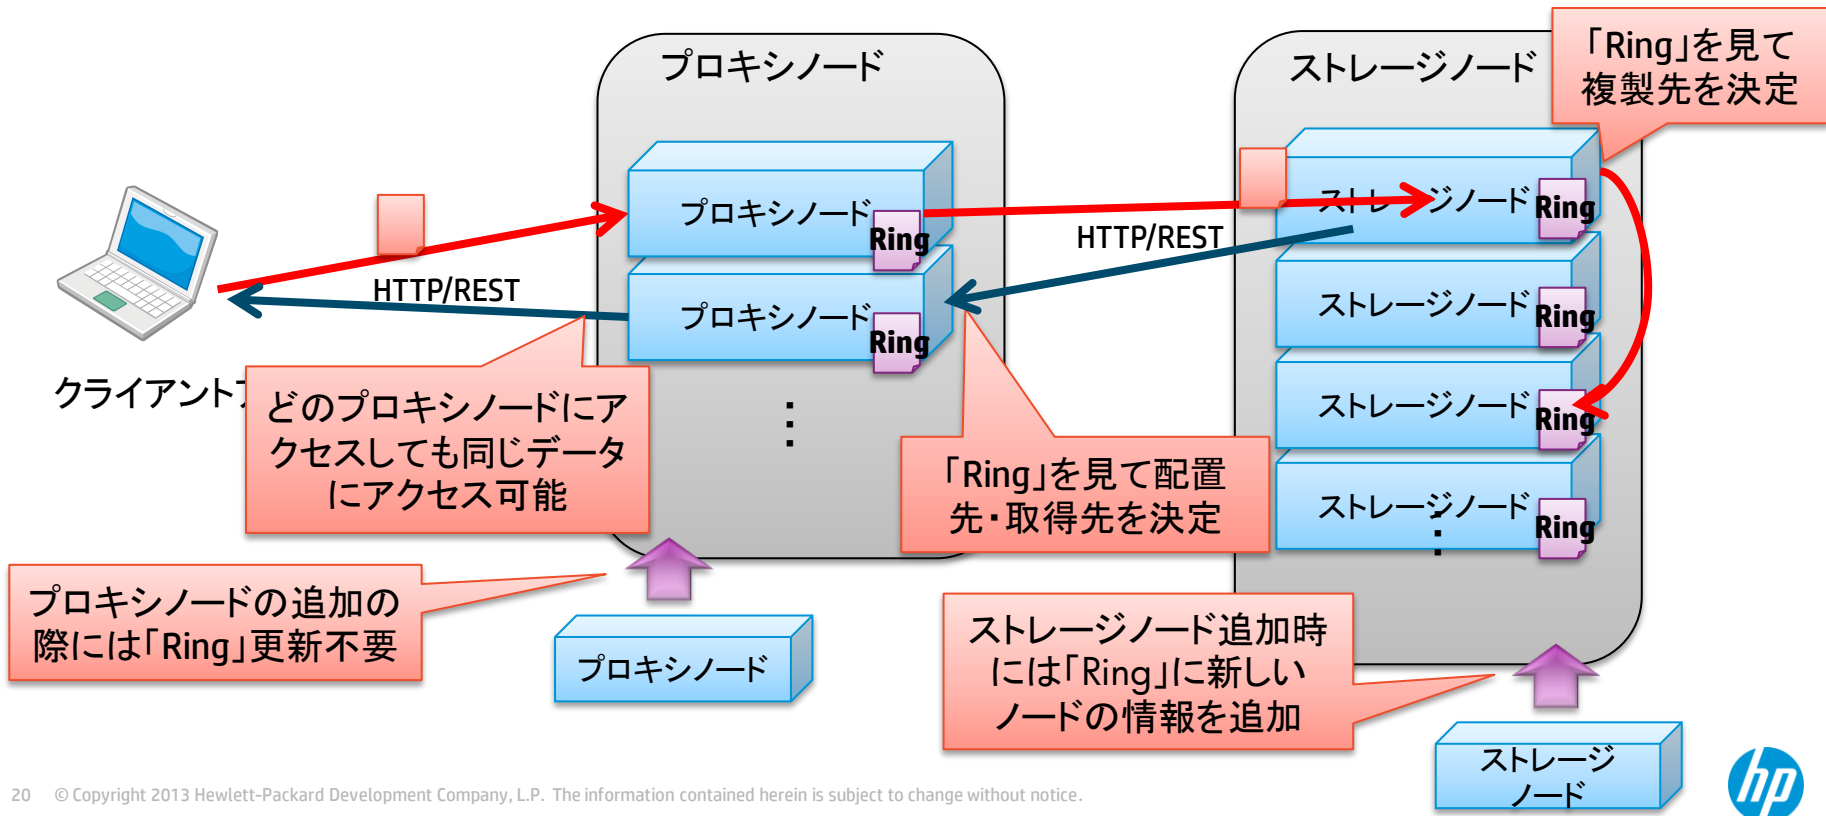 プロキシノード
ストレージノード
「Ring」を見て
複製先を決定
プロキシノード
Ring
HTTP/REST
ストレージノード
Ring
HTTP/REST
プロキシノード
Ring
ストレージノード
Ring
クライアント
どのプロキシノードにア
クセスしても同じデータ
にアクセス可能
⋮
「Ring」を見て配置
先・取得先を決定
ストレージノード
Ring
ストレージノード
Ring
⋮
プロキシノードの追加の
際には「Ring」更新不要
プロキシノード
ストレージノード追加時
には「Ring」に新しい
ノードの情報を追加
ストレージ
ノード
20 © Copyright 2013 Hewlett-Packard Development Company, L.P. The information contained herein is subject to change without notice.
hp